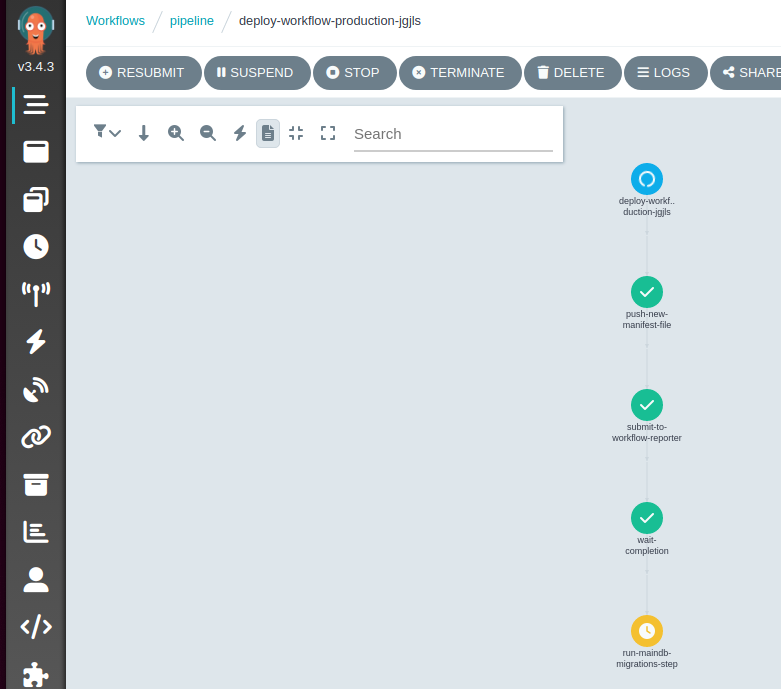 Workflows / pipeline / deploy-workflow-production-jgjls
v3.4.3
RESUBMIT SUSPEND STOP TERMINATE DELETE LOGS SHARE
Search
deploy-workf..
duction-jgjls
push-new-
manifest-file
submit-to-
workflow-reporter
wait-
completion
run-maindb-
migrations-step